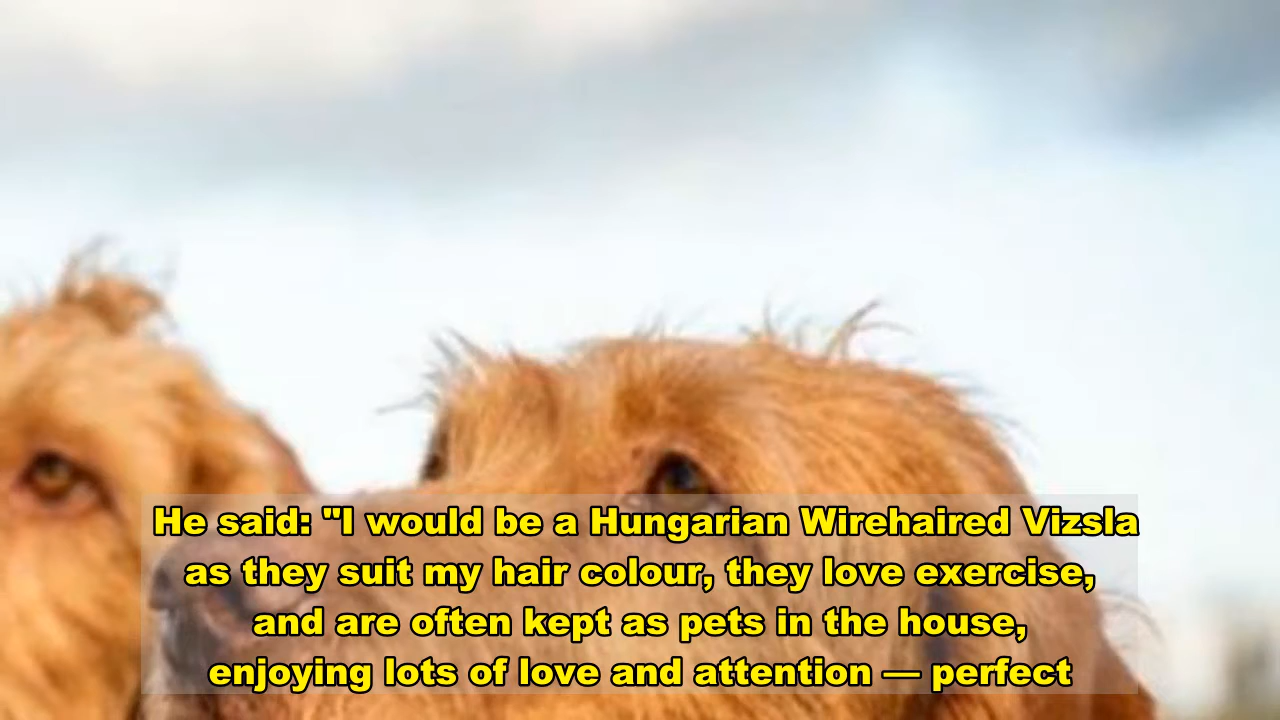 He said: "I would be a Hungarian Wirehaired Vizsla
as they suit my hair colour, they love exercise,
and are often kept as pets in the house,
enjoying lots of love and attention — perfect